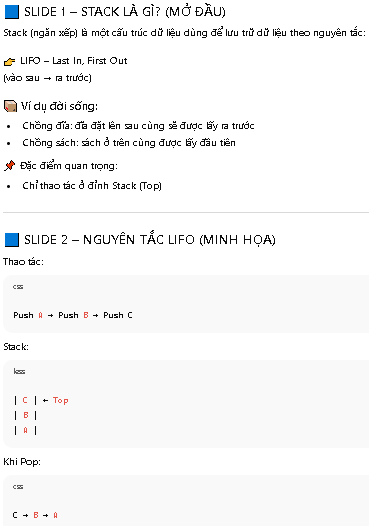 SLIDE 1 – STACK LÀ GÌ? (MỞ ĐẦU)
Stack (ngăn xếp) là một cấu trúc dữ liệu dùng để lưu trữ dữ liệu theo nguyên tắc:
👉 LIFO – Last In, First Out
(vào sau → ra trước)
📦 Ví dụ đời sống:
• Chồng đĩa: đĩa đặt lên sau cùng sẽ được lấy ra trước
• Chồng sách: sách ở trên cùng được lấy đầu tiên
📌 Đặc điểm quan trọng:
• Chỉ thao tác ở đỉnh Stack (Top)
SLIDE 2 – NGUYÊN TẮC LIFO (MINH HỌA)
Thao tác:
css
Push A → Push B → Push C
Stack:
less
| C | ← Top
| B |
| A |
Khi Pop:
css
C → B → A